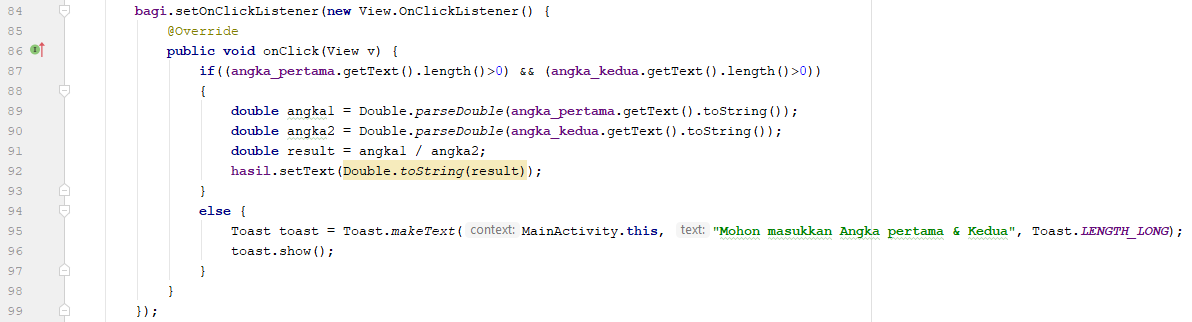 84 bagi.setOnClickListener(new View.OnClickListener() {
85 @Override
86 public void onClick(View v) {
87 if((angka_pertama.getText().length()>0) && (angka_kedua.getText().length()>0))
88 {
89 double angka1 = Double.parseDouble(angka_pertama.getText().toString());
90 double angka2 = Double.parseDouble(angka_kedua.getText().toString());
91 double result = angka1 / angka2;
92 hasil.setText(Double.toString(result));
93 }
94 else {
95 Toast toast = Toast.makeText( context: MainActivity.this, text: "Mohon masukkan Angka pertama & Kedua", Toast.LENGTH_LONG);
96 toast.show();
97 }
98 }
99 });